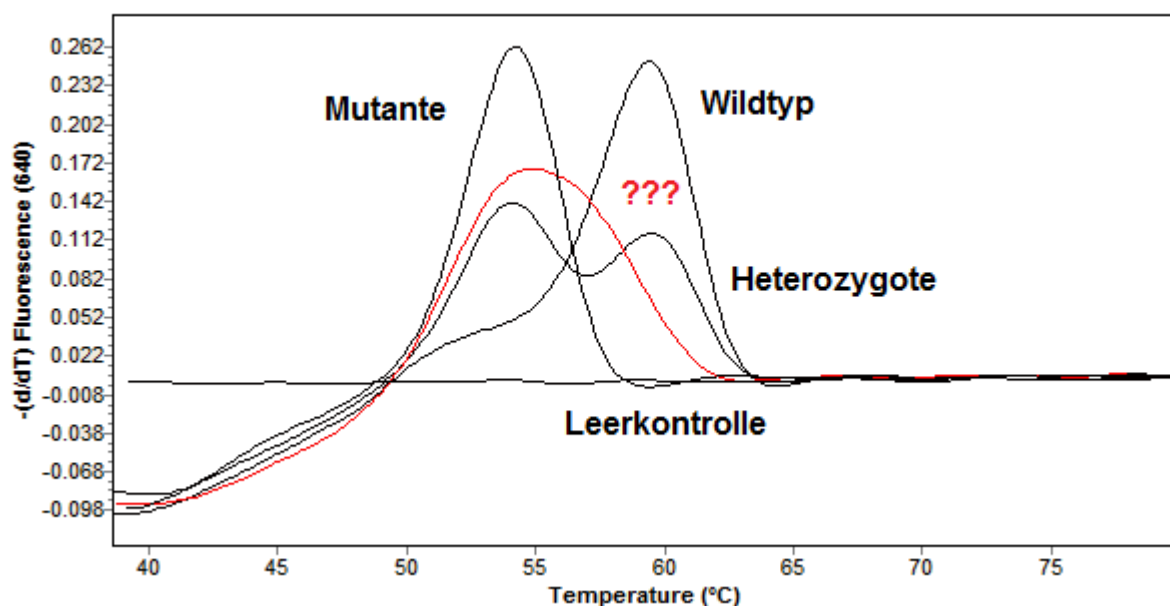 0.262
0.232
0.202
0.172
0.142
0.112
0.082
0.052
0.022
-0.008
-0.038
-0.068
-0.098
-(d/dT) Fluorescence (640)
Mutante
Wildtyp
???
Heterozygote
Leerkontrolle
40 45 50 55 60 65 70 75
Temperature (ºC)